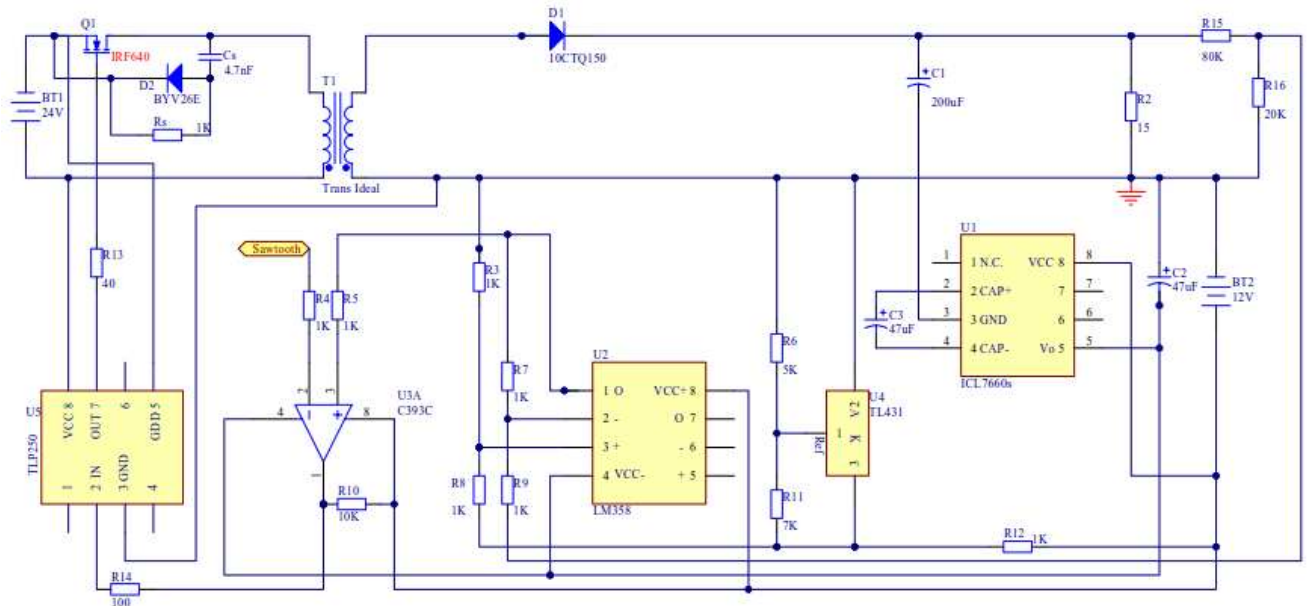 Q1
IRF640
Cs
4.7nF
D2
BYV26E
Rs
1K
BT1
24V
T1
Trans Ideal
D1
10CTQ150
C1
200uF
R2
15
R15
80K
R16
20K
R13
40
Sawtooth
R4
1K
R5
1K
R3
1K
R7
1K
R8
1K
R9
1K
U3A
C393C
2
3
4
8
1
R10
10K
U2
1 O
2 -
3 +
4 VCC-
VCC+ 8
O 7
- 6
+ 5
LM358
R6
5K
R11
7K
U4
TL431
A 2
1
Ref
K
3
U1
1
1 N.C.
VCC 8
8
2
2 CAP+
7
7
3
3 GND
6
6
4
4 CAP-
Vo 5
5
ICL7660s
C3
47uF
C2
47uF
BT2
12V
R12
1K
U5
TLP250
VCC 8
OUT 7
6
GDD 5
1
2 IN
3 GND
4
R14
100